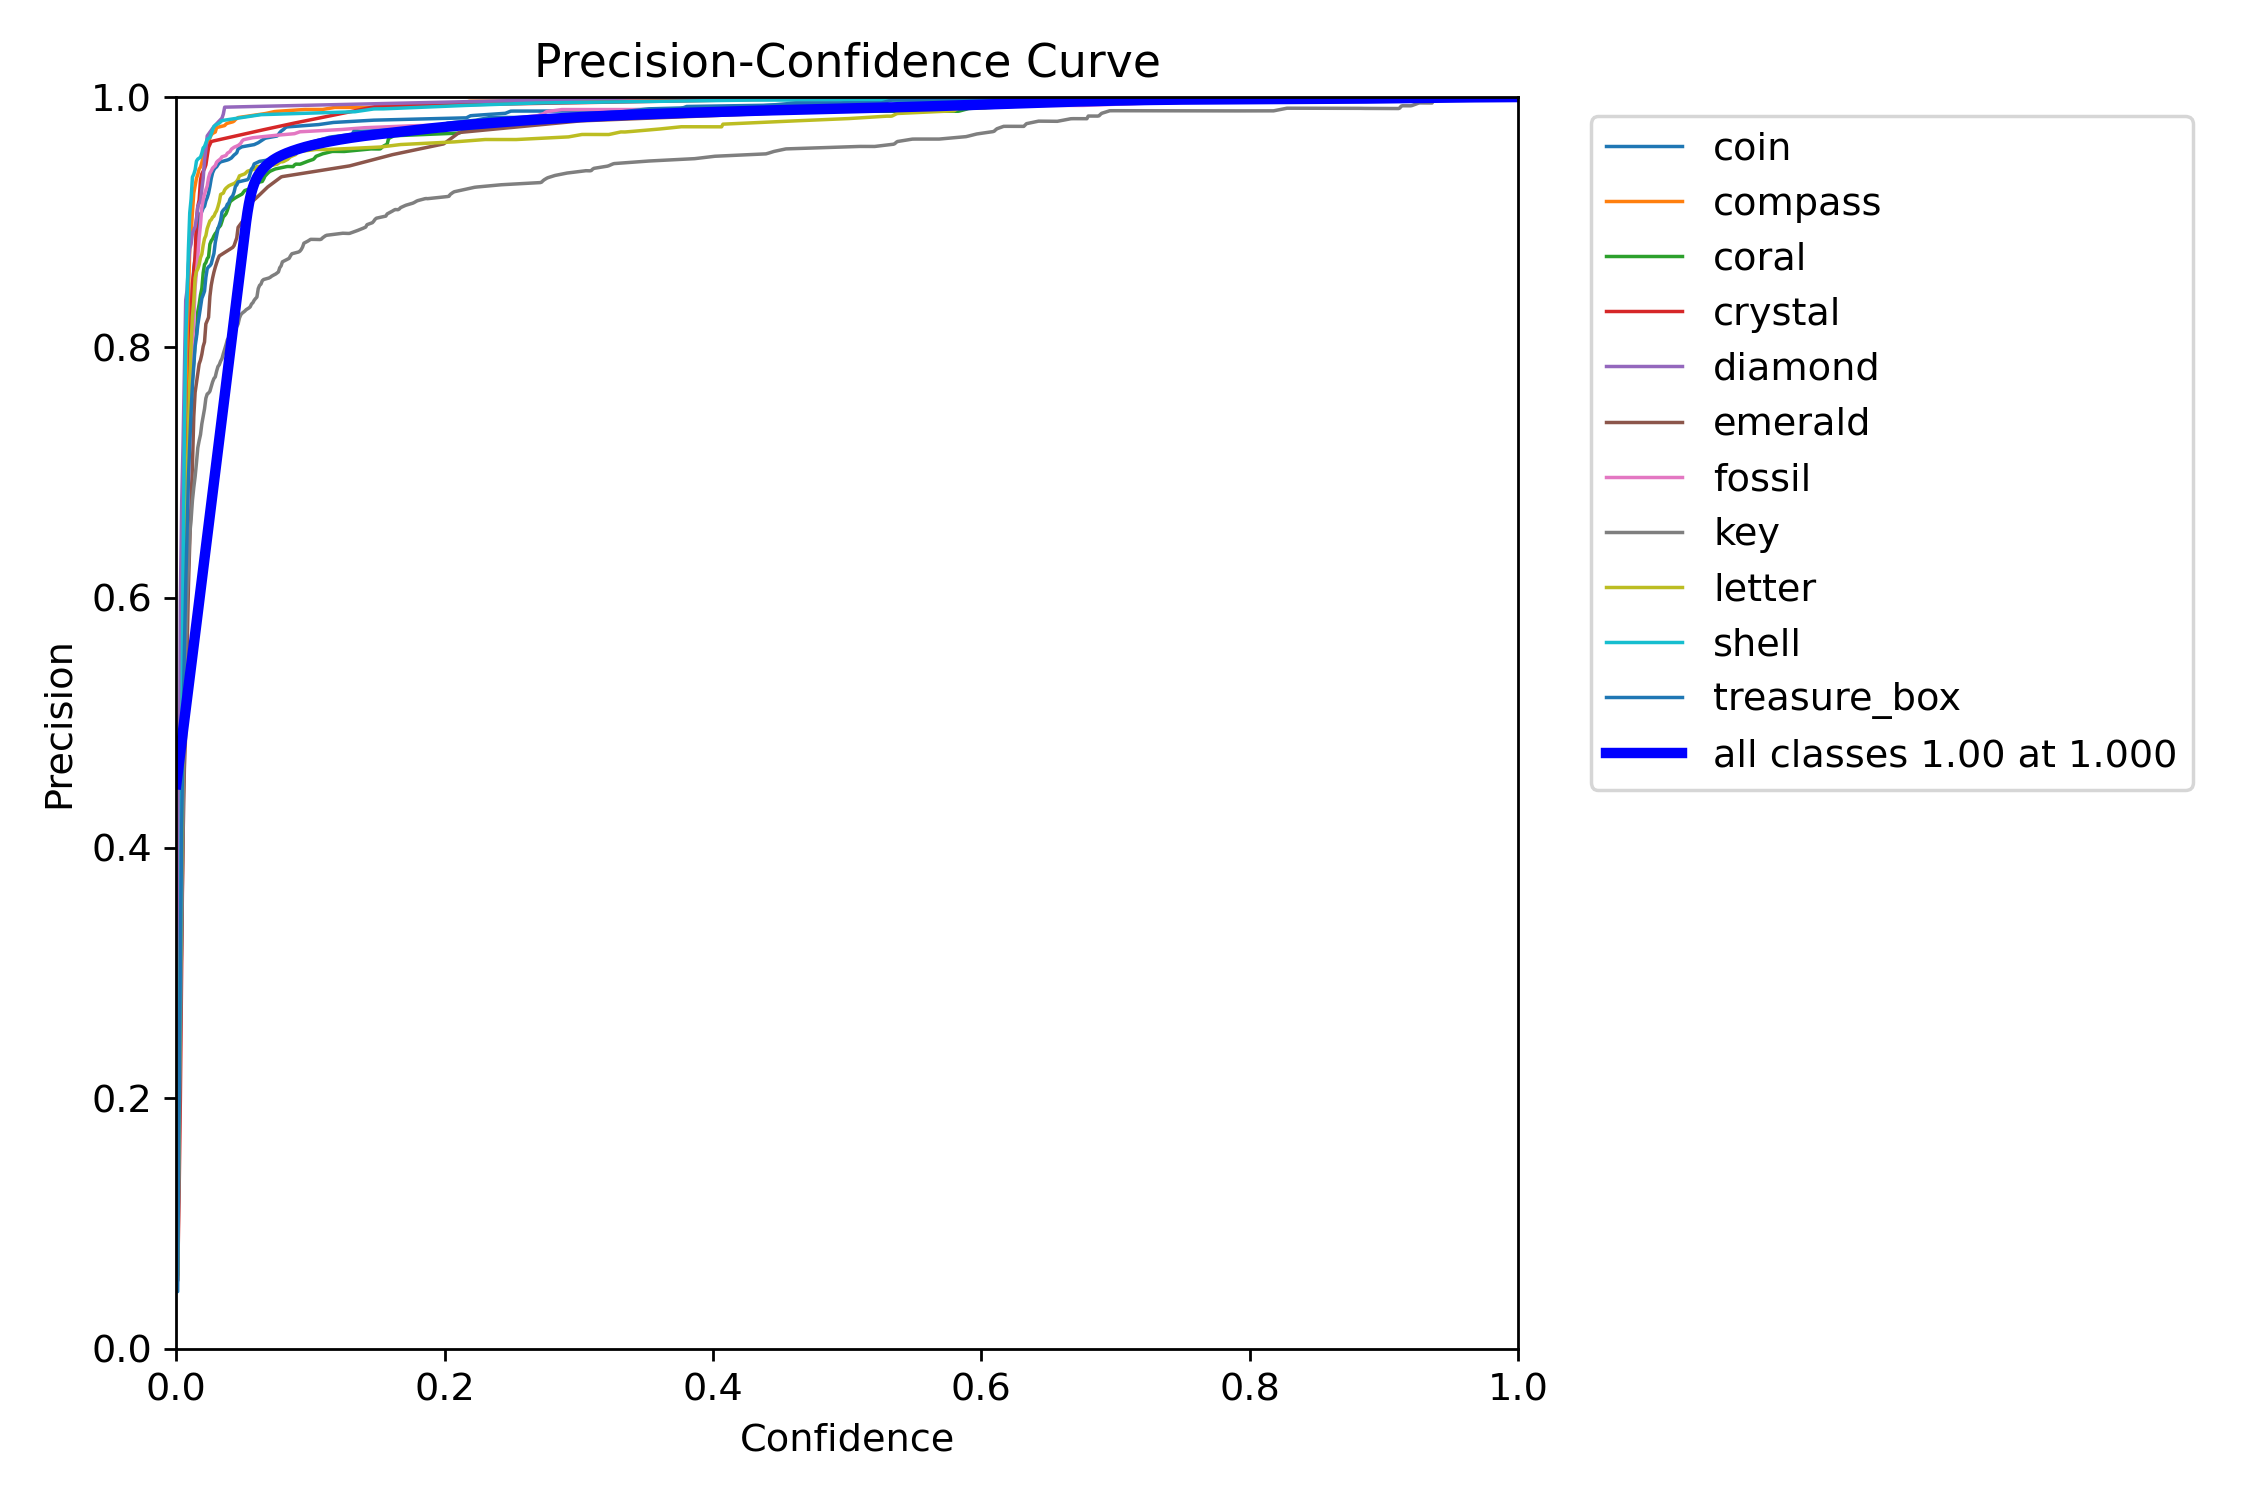 Precision-Confidence Curve
1.0
0.8
0.6
0.4
0.2
0.0
Precision
0.0 0.2 0.4 0.6 0.8 1.0
Confidence
coin
compass
coral
crystal
diamond
emerald
fossil
key
letter
shell
treasure_box
all classes 1.00 at 1.000